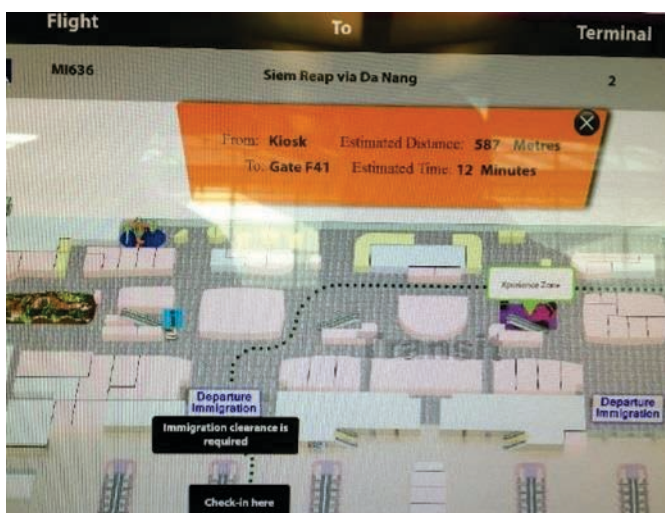 Flight To Terminal
MI636 Siem Reap via Da Nang 2
From: Kiosk Estimated Distance: 587 Metres
To: Gate F41 Estimated Time: 12 Minutes
Xperience Zone
Transit
Departure
Immigration
Departure
Immigration
Immigration clearance is
required
Check-in here